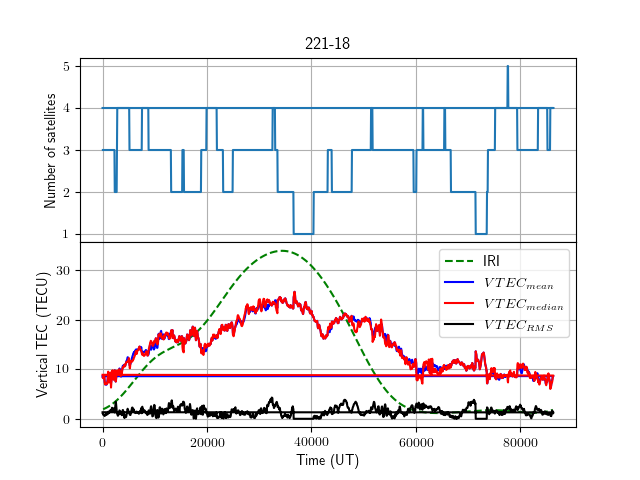 221-18
Number of satellites
5
4
3
2
1
Vertical TEC (TECU)
30
20
10
0
IRI
VTEC_mean
VTEC_median
VTEC_RMS
0
20000
40000
60000
80000
Time (UT)